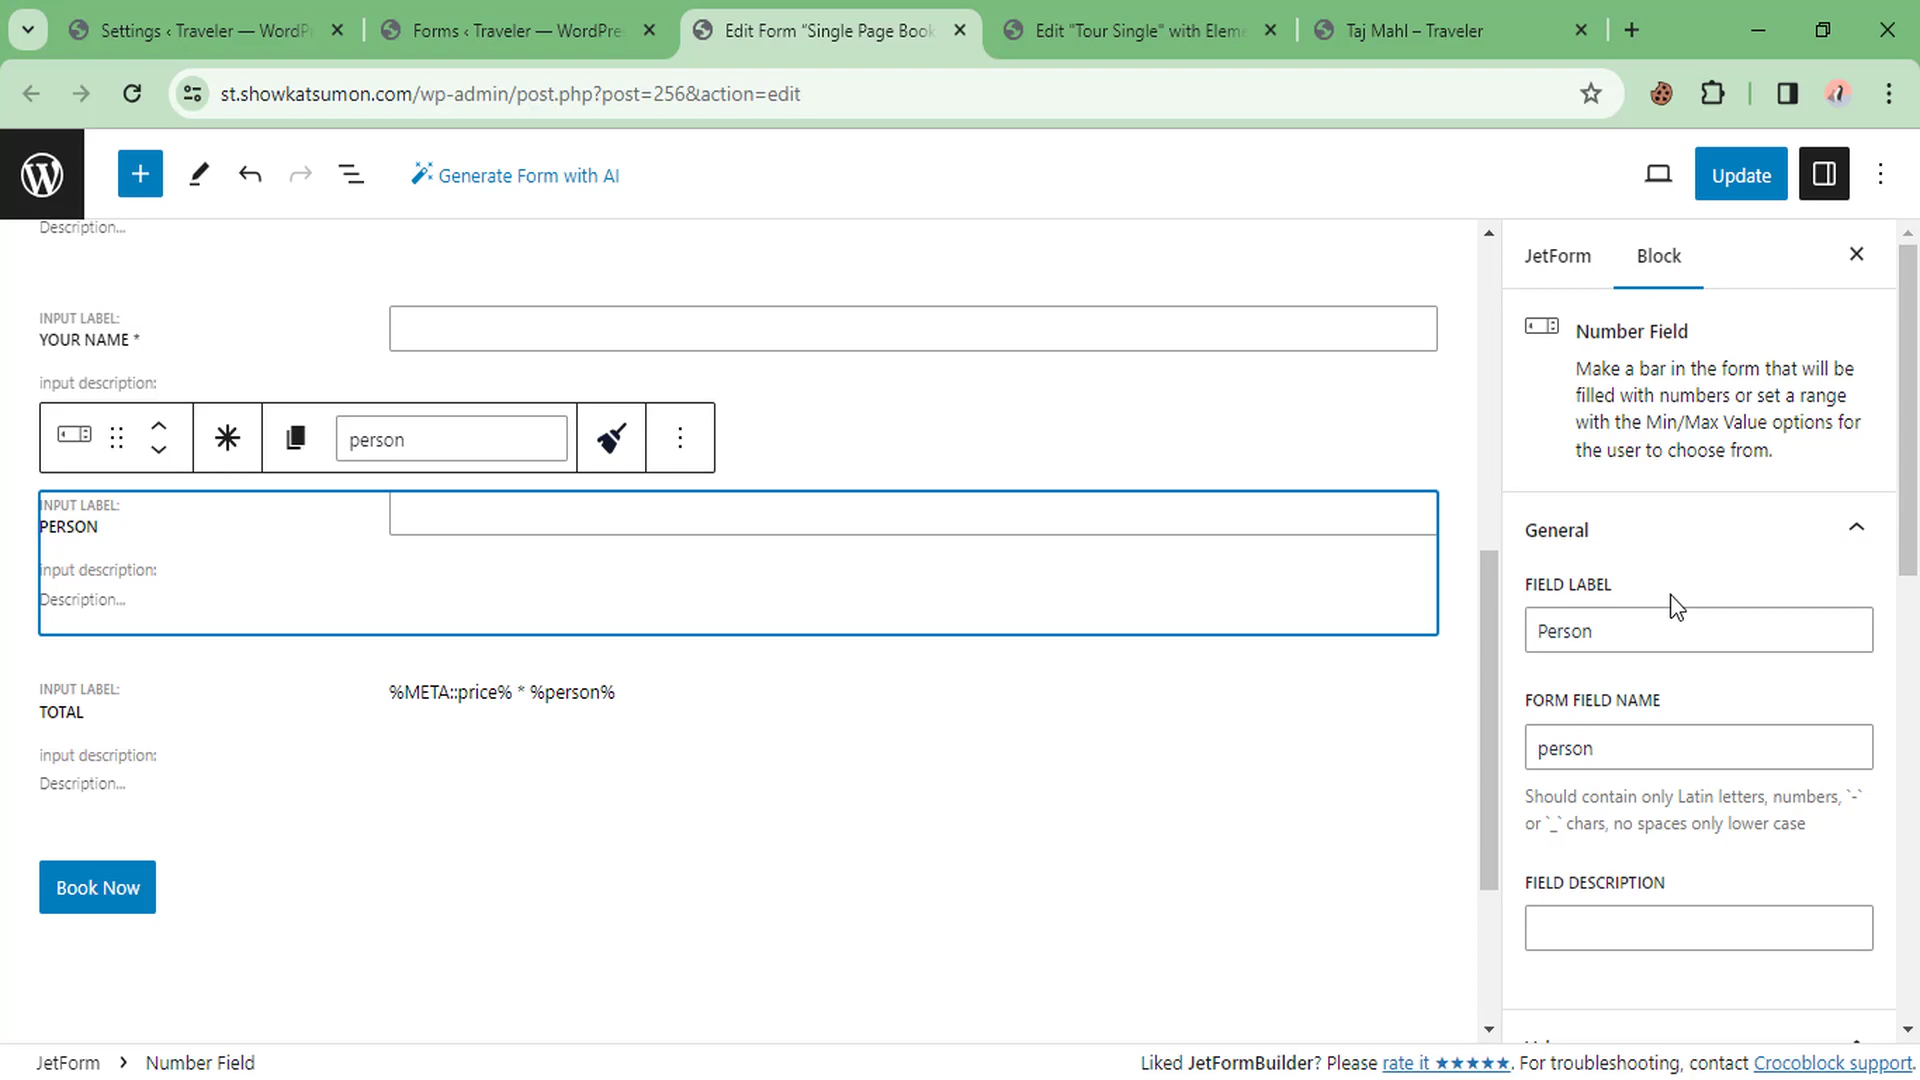 Settings ‹ Traveler — WordPr
Forms ‹ Traveler — WordPre
Edit Form "Single Page Book
Edit "Tour Single" with Eleme
Taj Mahl – Traveler
st.showkatsumon.com/wp-admin/post.php?post=256&action=edit
Generate Form with AI
Update
Description...
INPUT LABEL:
YOUR NAME *
input description:
person
INPUT LABEL:
PERSON
input description:
Description...
INPUT LABEL:
TOTAL
%META::price% * %person%
input description:
Description...
Book Now
JetForm
Block
Number Field
Make a bar in the form that will be
filled with numbers or set a range
with the Min/Max Value options for
the user to choose from.
General
FIELD LABEL
Person
FORM FIELD NAME
person
Should contain only Latin letters, numbers, `-`
or `_` chars, no spaces only lower case
FIELD DESCRIPTION
JetForm › Number Field
Liked JetFormBuilder? Please rate it ★★★★★. For troubleshooting, contact Crocoblock support.